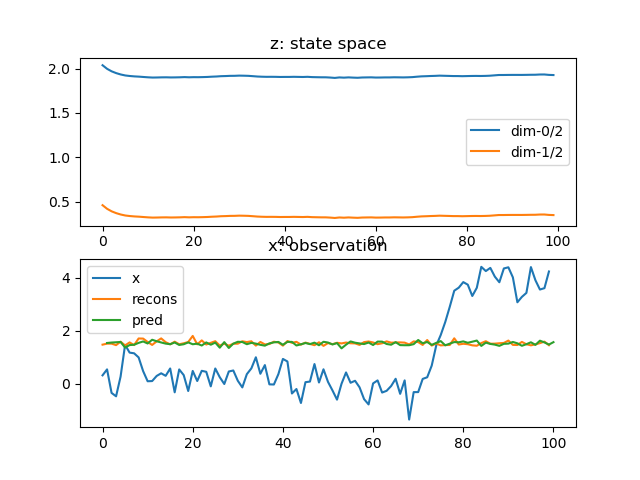 z: state space
2.0
1.5
1.0
0.5
dim-0/2
dim-1/2
0 20 40 60 80 100
x: observation
4
2
0
x
recons
pred
0 20 40 60 80 100